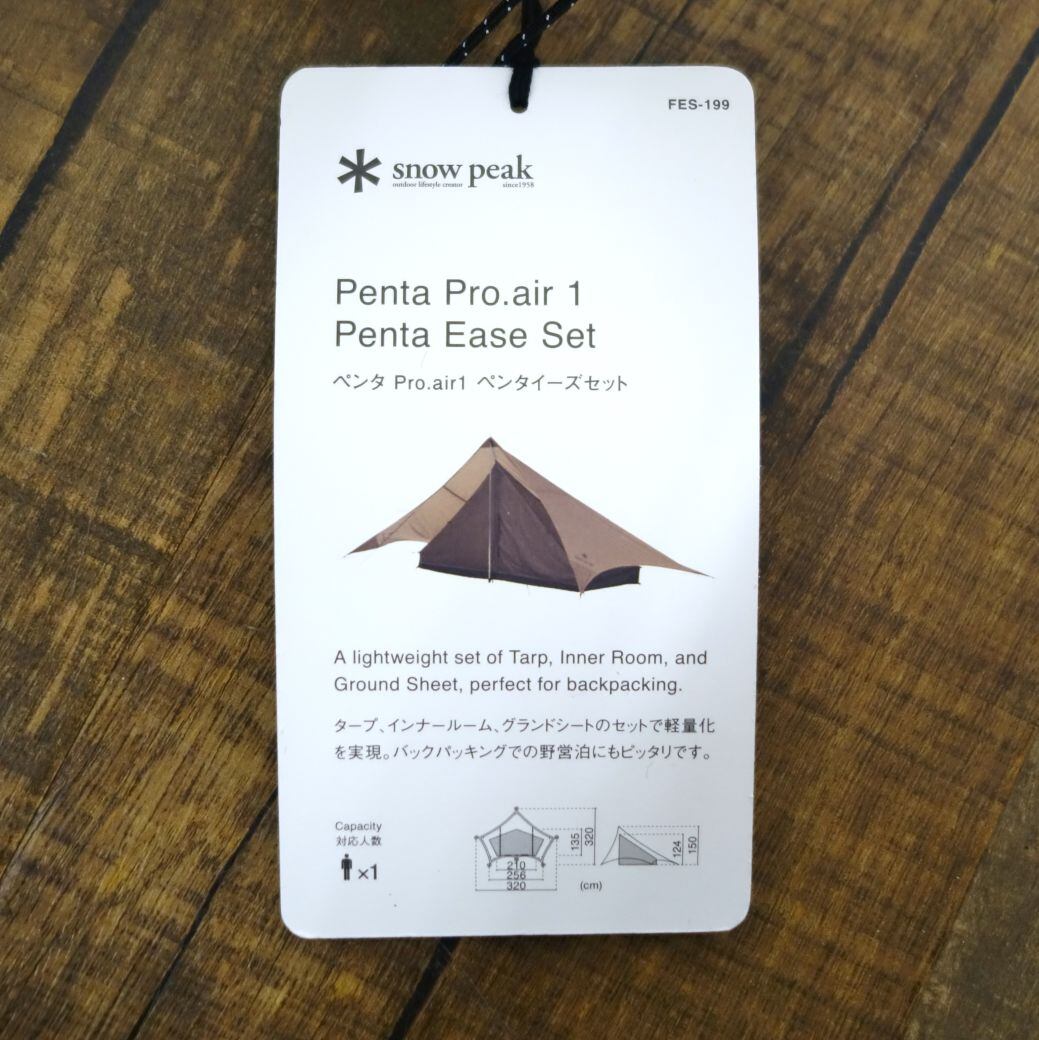 FES-199
snow peak
outdoor lifestyle creator since1958
Penta Pro.air 1
Penta Ease Set
ペンタ Pro.air1 ペンタイーズセット
A lightweight set of Tarp, Inner Room, and
Ground Sheet, perfect for backpacking.
タープ、インナールーム、グランドシートのセットで軽量化
を実現。バックパッキングでの野営泊にもピッタリです。
Capacity
対応人数
×1
135
320
210
256
320
(cm)
124
150